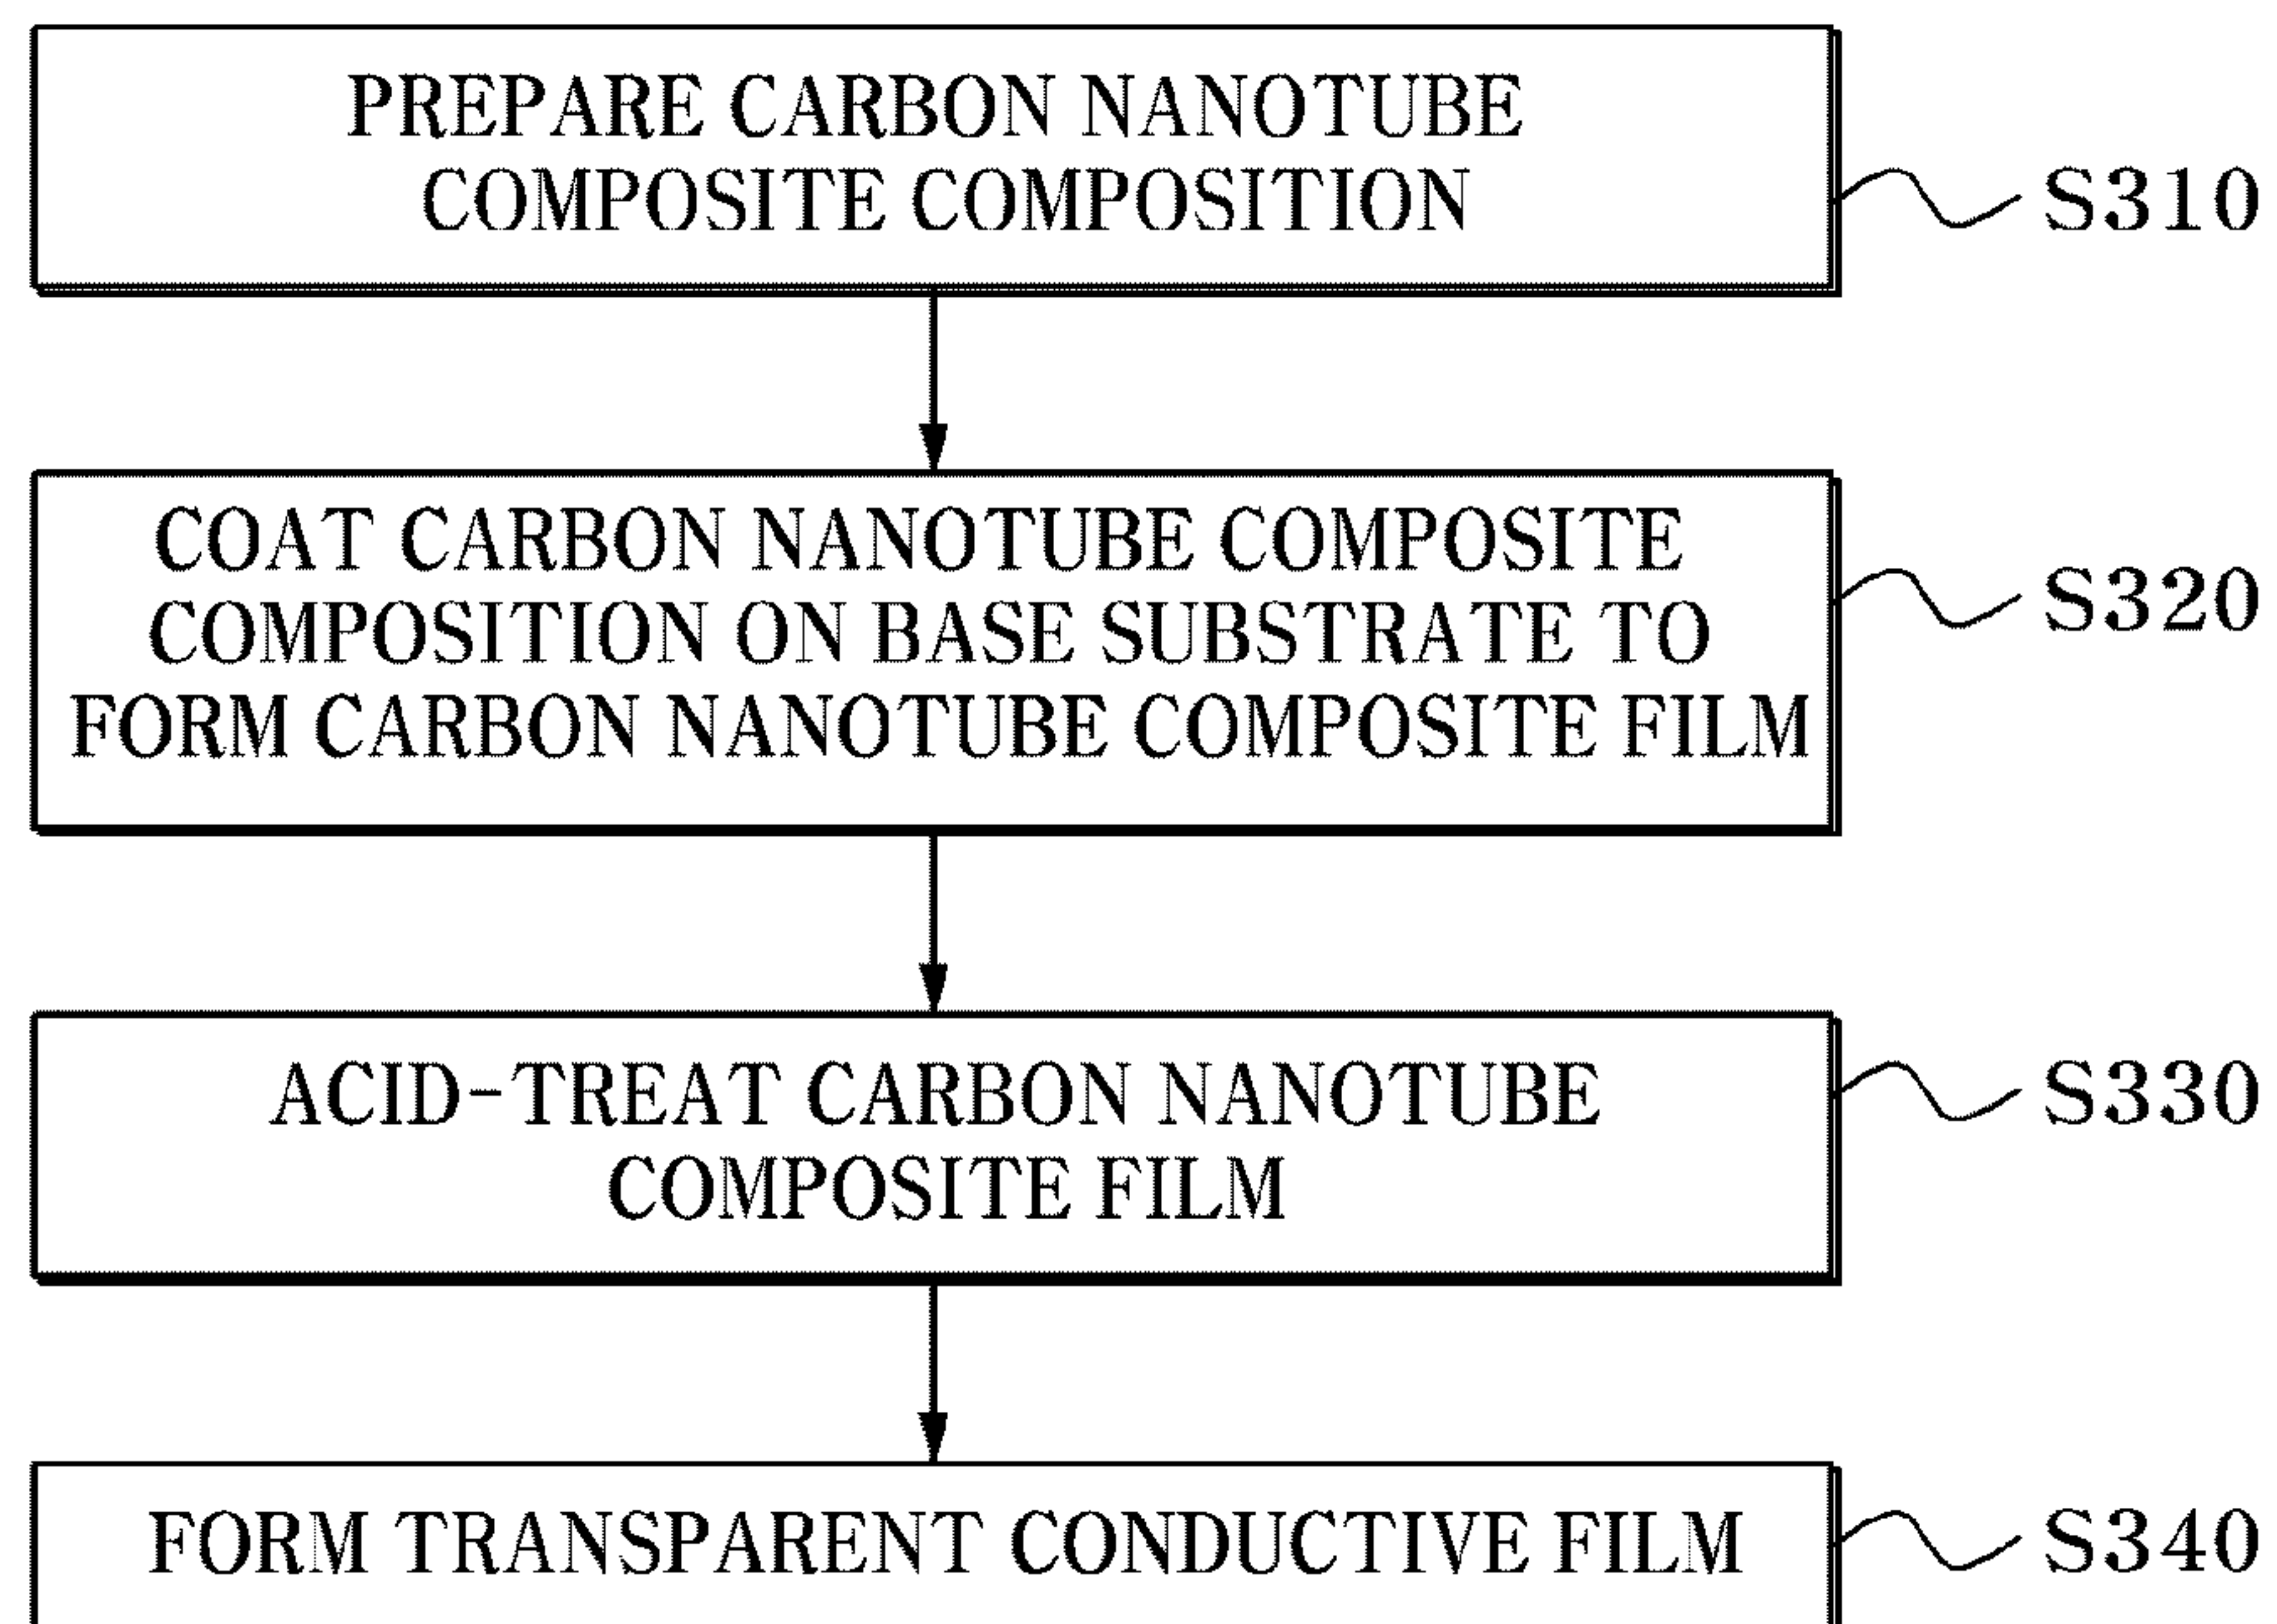 PREPARE CARBON NANOTUBE
COMPOSITE COMPOSITION
S310
COAT CARBON NANOTUBE COMPOSITE
COMPOSITION ON BASE SUBSTRATE TO
FORM CARBON NANOTUBE COMPOSITE FILM
S320
ACID-TREAT CARBON NANOTUBE
COMPOSITE FILM
S330
FORM TRANSPARENT CONDUCTIVE FILM
S340